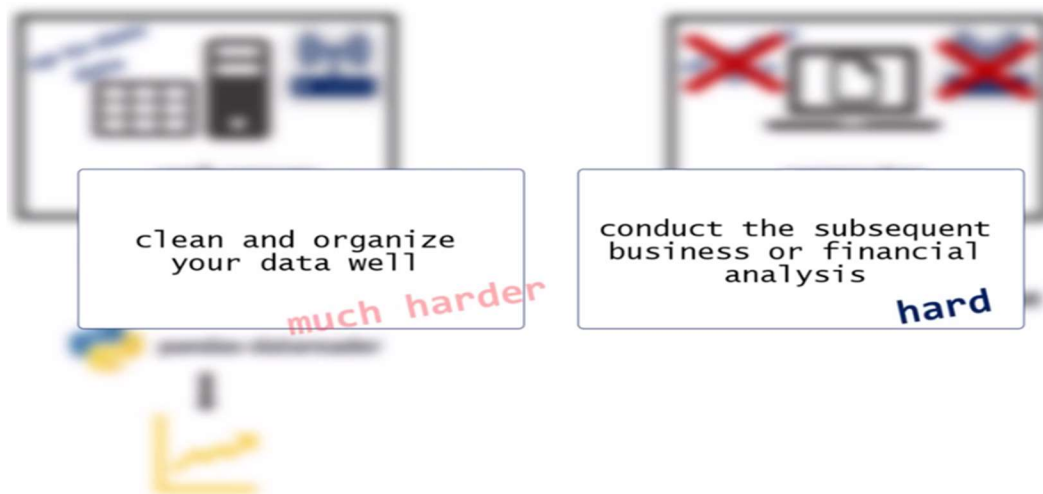 clean and organize
your data well
much harder
conduct the subsequent
business or financial
analysis
hard